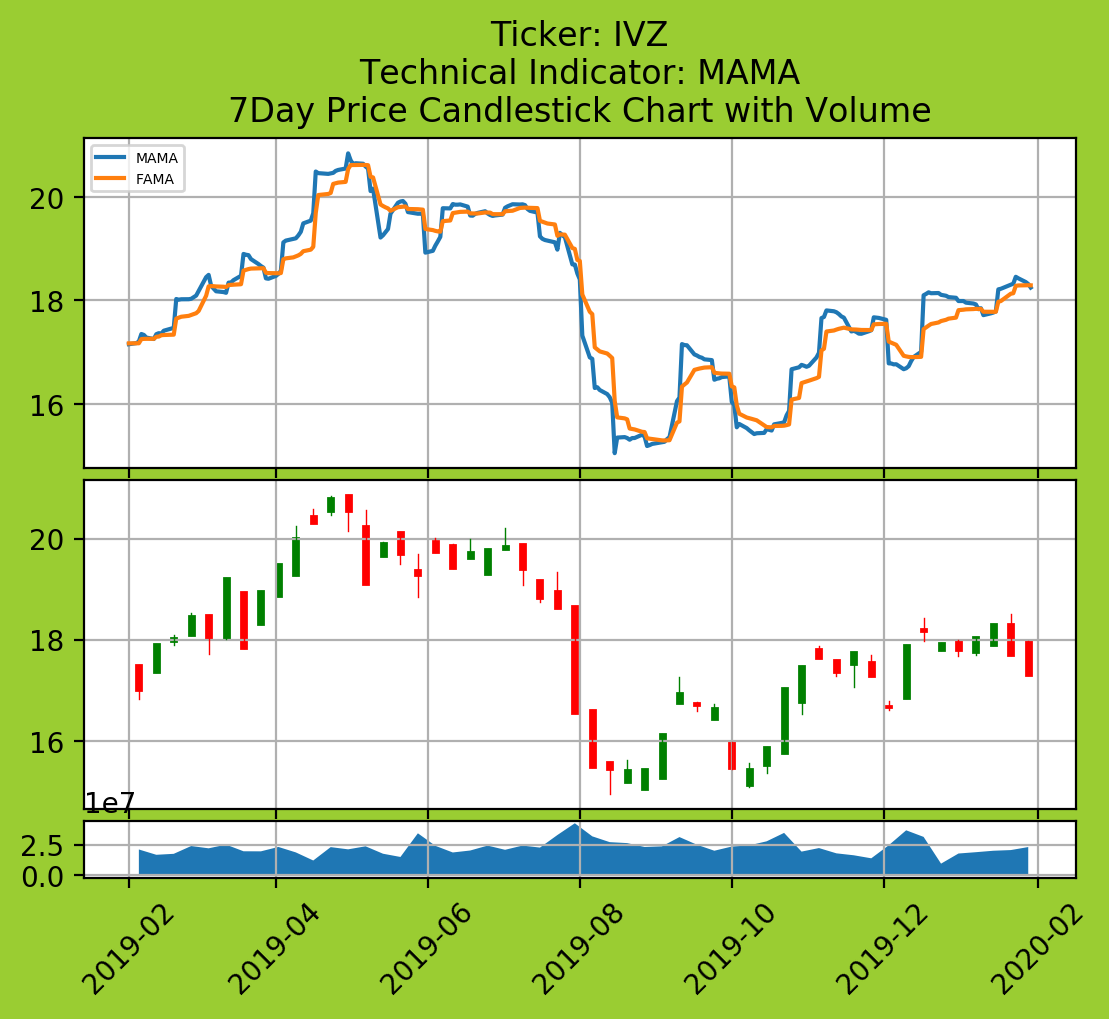 Ticker: IVZ
Technical Indicator: MAMA
7Day Price Candlestick Chart with Volume
MAMA
FAMA
20
18
16
20
18
16
1e7
2.5
0.0
2019-02
2019-04
2019-06
2019-08
2019-10
2019-12
2020-02